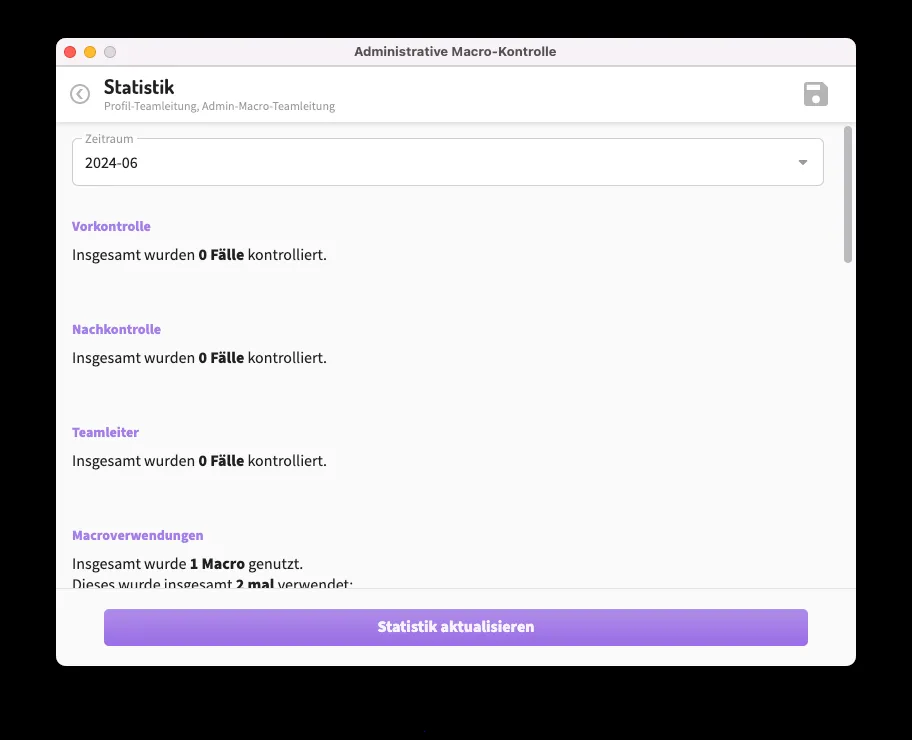 Administrative Macro-Kontrolle
Statistik
Profil-Teamleitung, Admin-Macro-Teamleitung
Zeitraum
2024-06
Vorkontrolle
Insgesamt wurden 0 Fälle kontrolliert.
Nachkontrolle
Insgesamt wurden 0 Fälle kontrolliert.
Teamleiter
Insgesamt wurden 0 Fälle kontrolliert.
Macroverwendungen
Insgesamt wurde 1 Macro genutzt.
Dieses wurde insgesamt 2 mal verwendet:
Statistik aktualisieren